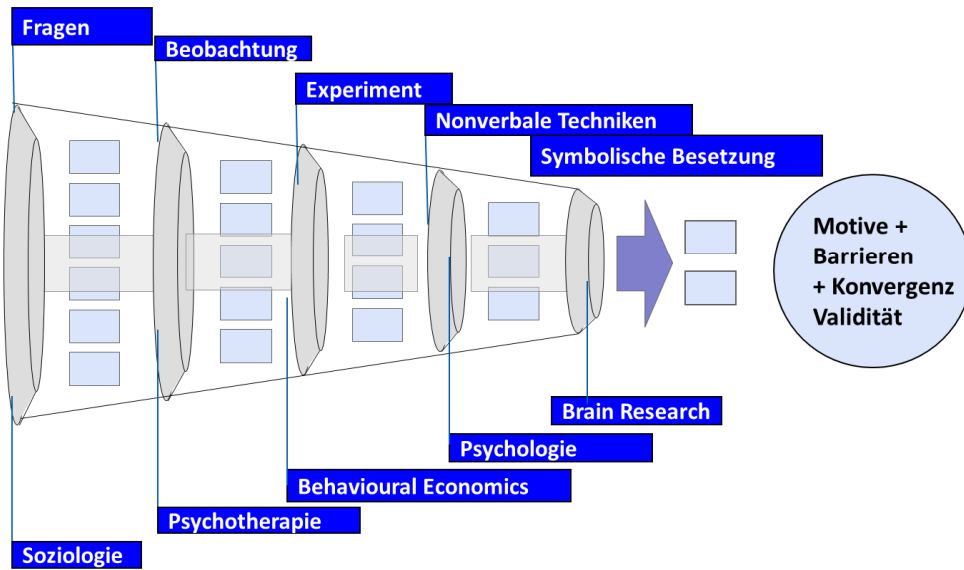 Fragen
Beobachtung
Experiment
Nonverbale Techniken
Symbolische Besetzung
Motive +
Barrieren
+ Konvergenz
Validität
Brain Research
Psychologie
Behavioural Economics
Psychotherapie
Soziologie